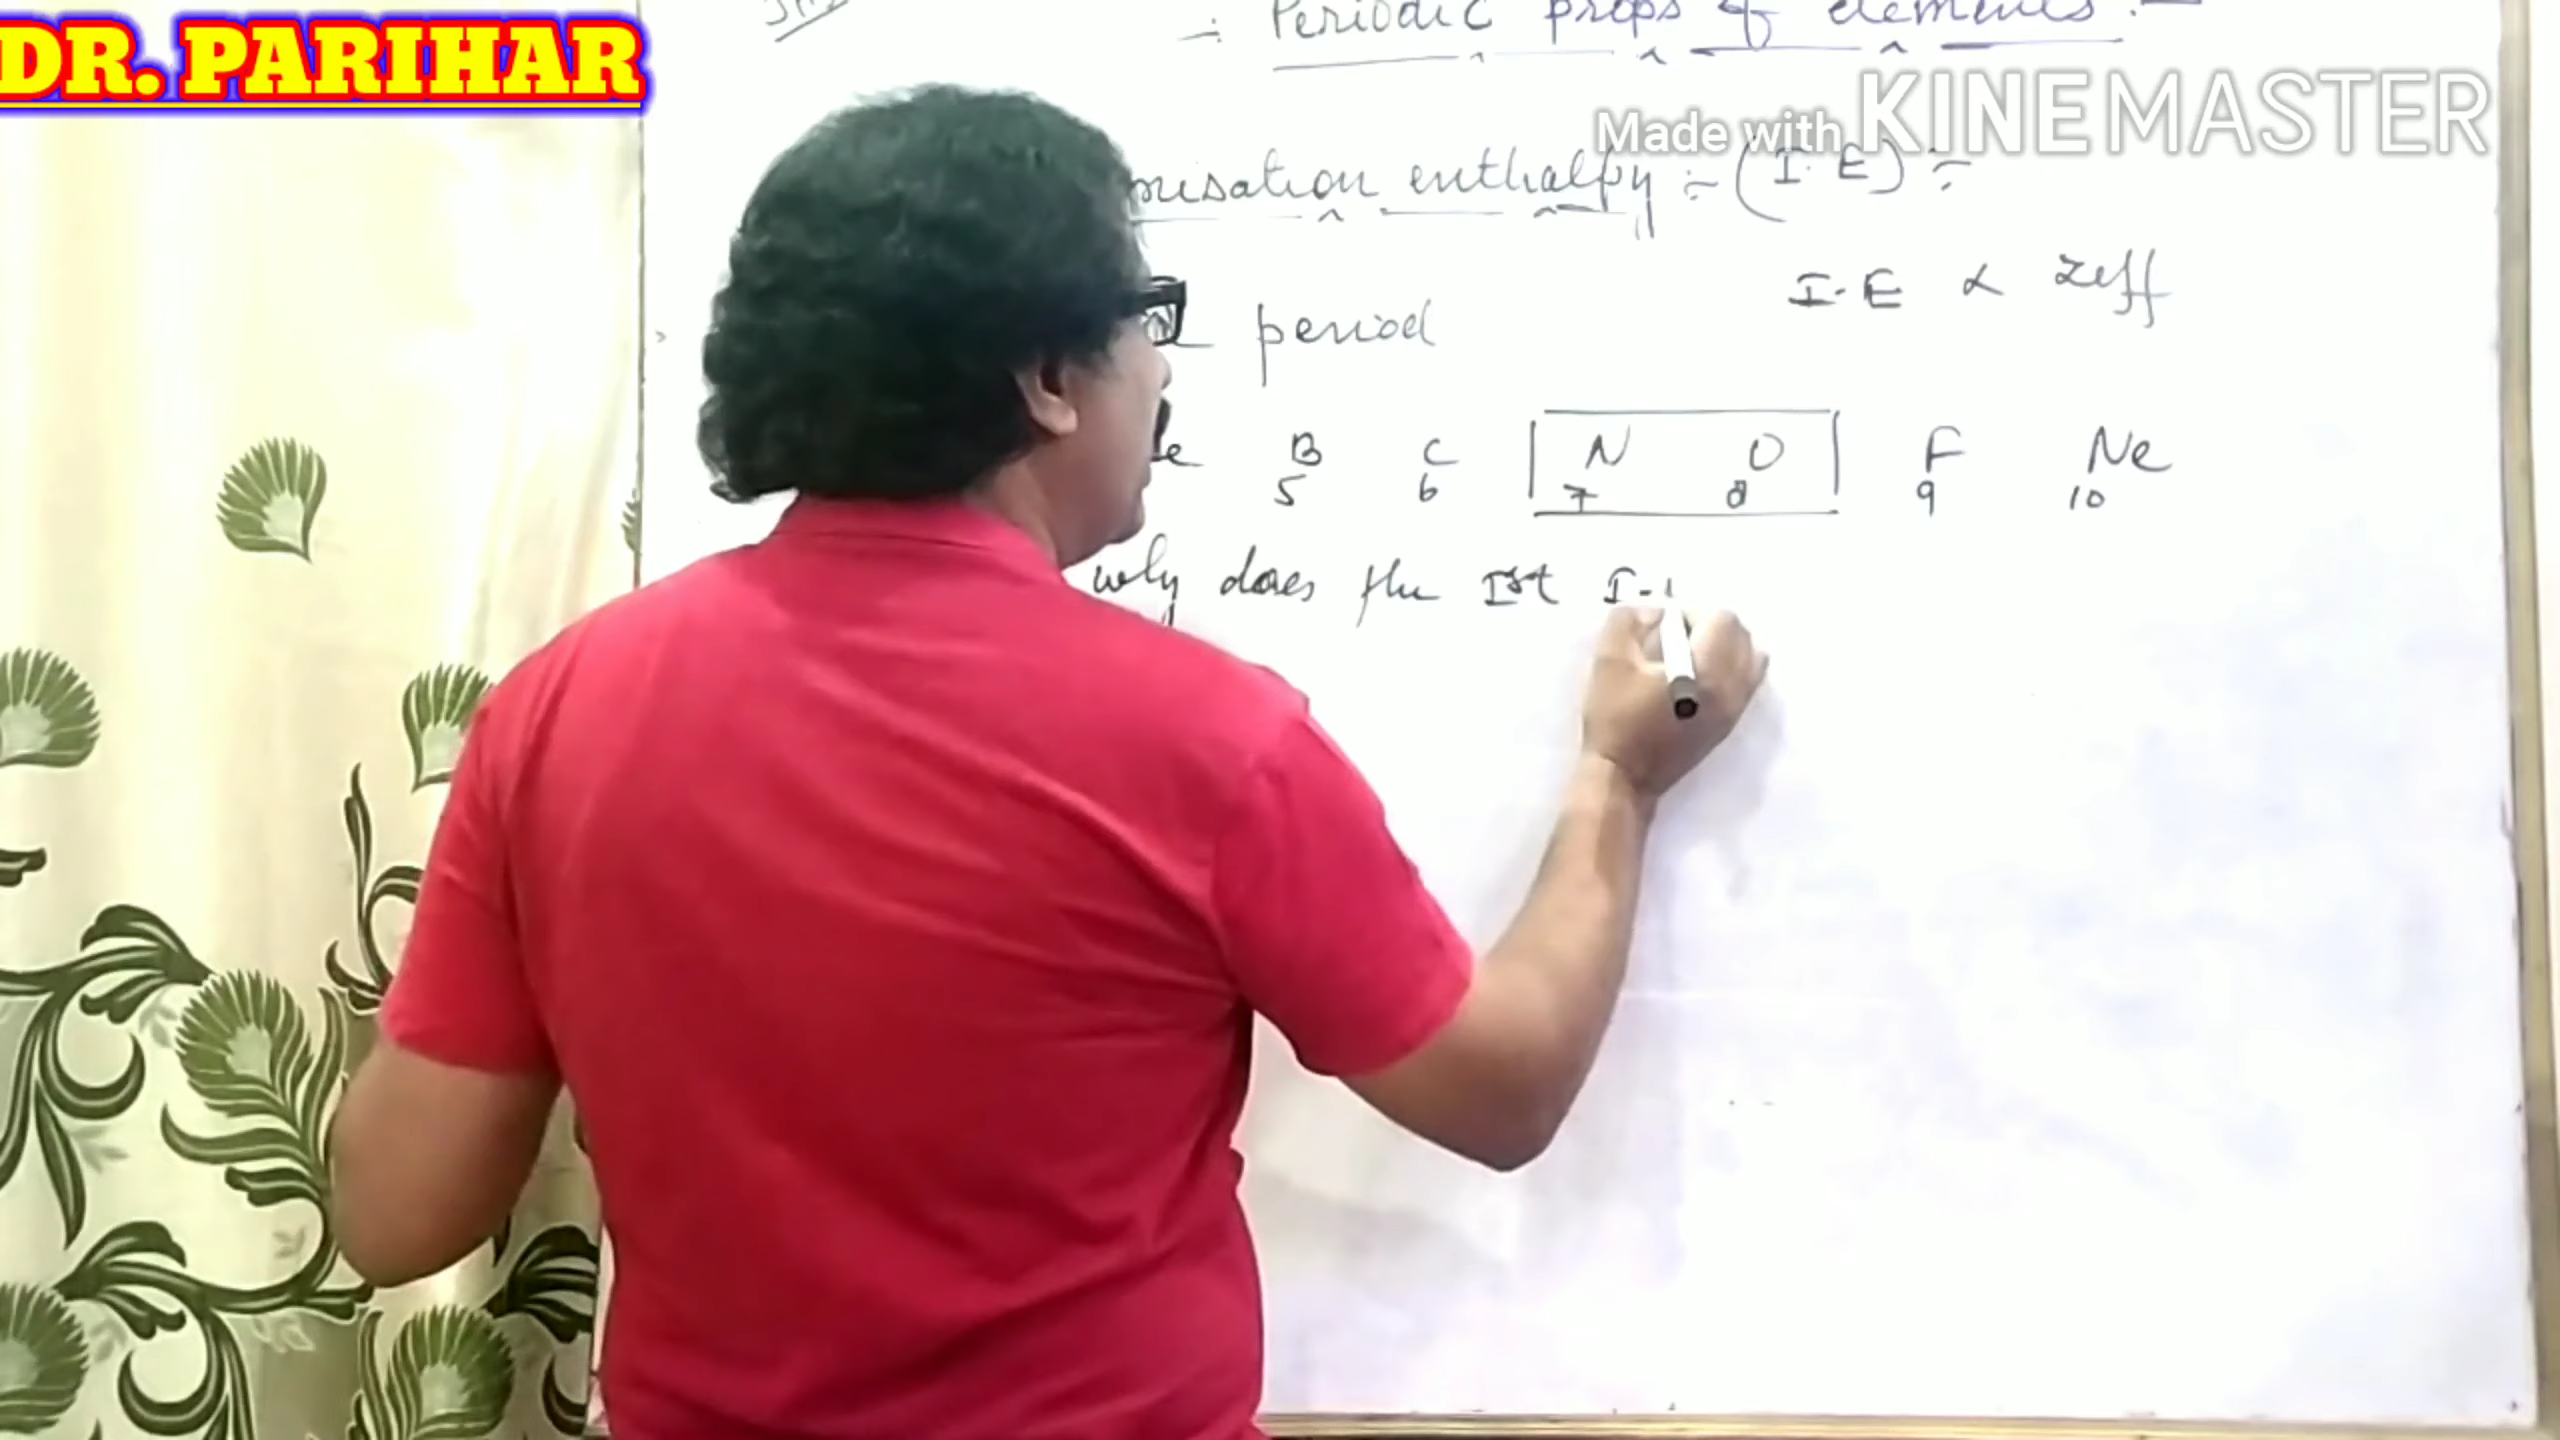 DR. PARIHAR
:- Periodic props of elements :-
Made with KINEMASTER
nisation enthalpy :- (I.E) :-
I.E ∝ Zeff
period
e B C N O F Ne
5 6 7 8 9 10
why does the Ist I-